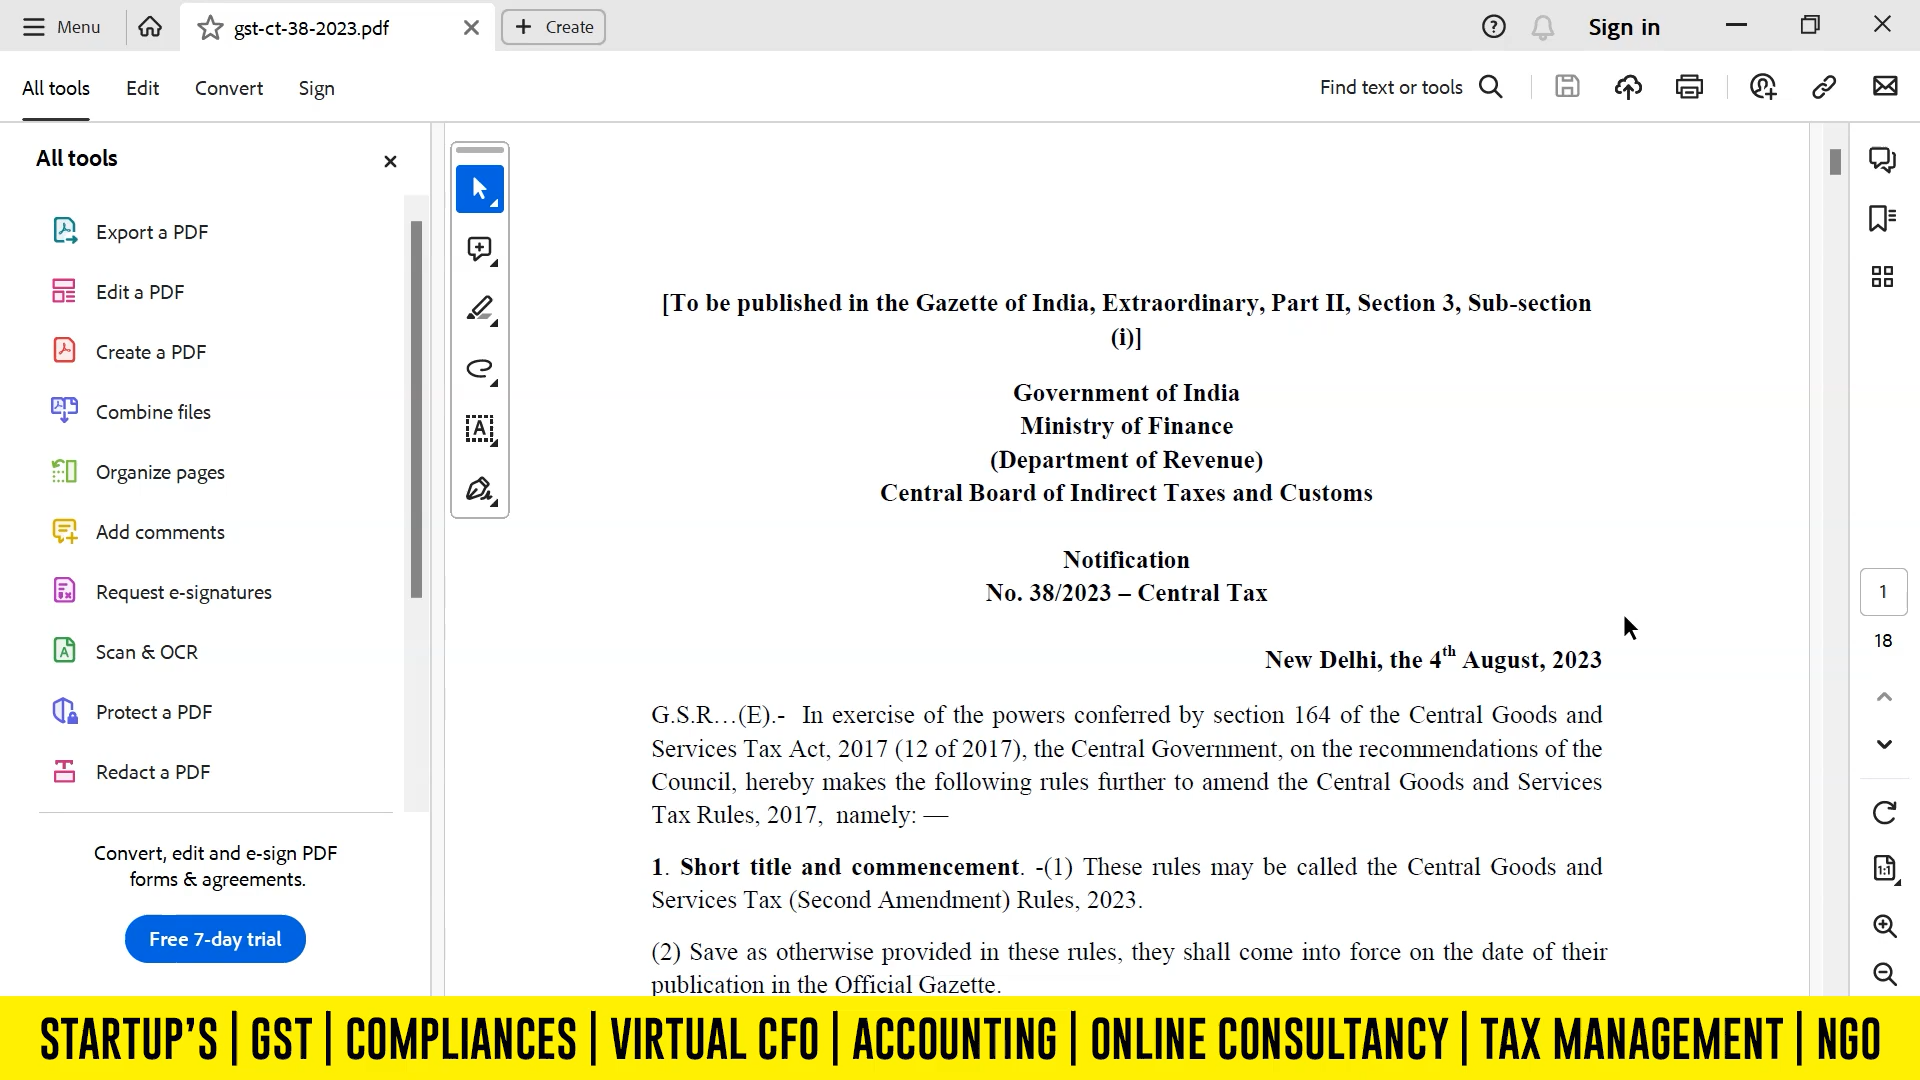 Menu
gst-ct-38-2023.pdf
Create
Sign in
All tools
Edit
Convert
Sign
Find text or tools
All tools
Export a PDF
Edit a PDF
Create a PDF
Combine files
Organize pages
Add comments
Request e-signatures
Scan & OCR
Protect a PDF
Redact a PDF
Convert, edit and e-sign PDF
forms & agreements.
Free 7-day trial
[To be published in the Gazette of India, Extraordinary, Part II, Section 3, Sub-section
(i)]
Government of India
Ministry of Finance
(Department of Revenue)
Central Board of Indirect Taxes and Customs
Notification
No. 38/2023 – Central Tax
New Delhi, the 4th August, 2023
G.S.R…(E).- In exercise of the powers conferred by section 164 of the Central Goods and
Services Tax Act, 2017 (12 of 2017), the Central Government, on the recommendations of the
Council, hereby makes the following rules further to amend the Central Goods and Services
Tax Rules, 2017, namely: —
1. Short title and commencement. -(1) These rules may be called the Central Goods and
Services Tax (Second Amendment) Rules, 2023.
(2) Save as otherwise provided in these rules, they shall come into force on the date of their
publication in the Official Gazette.
1
18
STARTUP'S | GST | COMPLIANCES | VIRTUAL CFO | ACCOUNTING | ONLINE CONSULTANCY | TAX MANAGEMENT | NGO